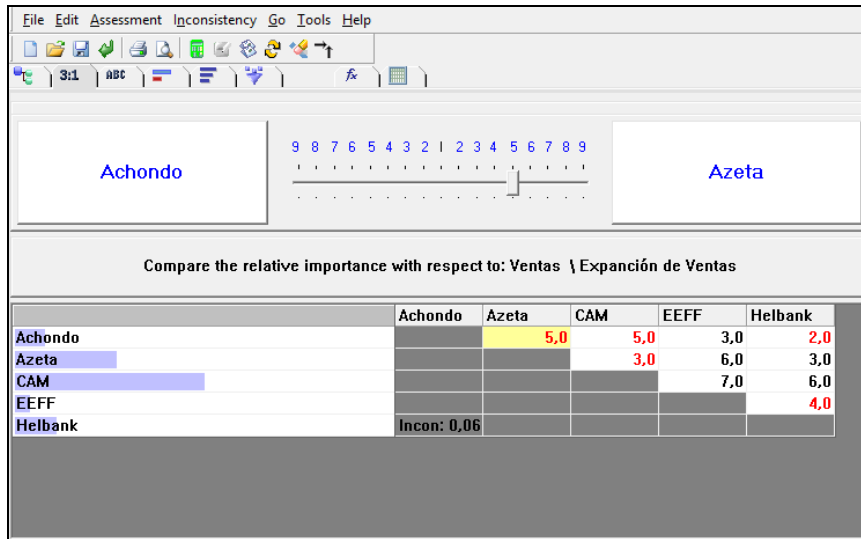 File Edit Assessment Inconsistency Go Tools Help
3:1 ABC fx
9 8 7 6 5 4 3 2 1 2 3 4 5 6 7 8 9
Achondo
Azeta
Compare the relative importance with respect to: Ventas \ Expanción de Ventas
Achondo Azeta CAM EEFF Helbank
Achondo 5,0 5,0 3,0 2,0
Azeta 3,0 6,0 3,0
CAM 7,0 6,0
EEFF 4,0
Helbank Incon: 0,06